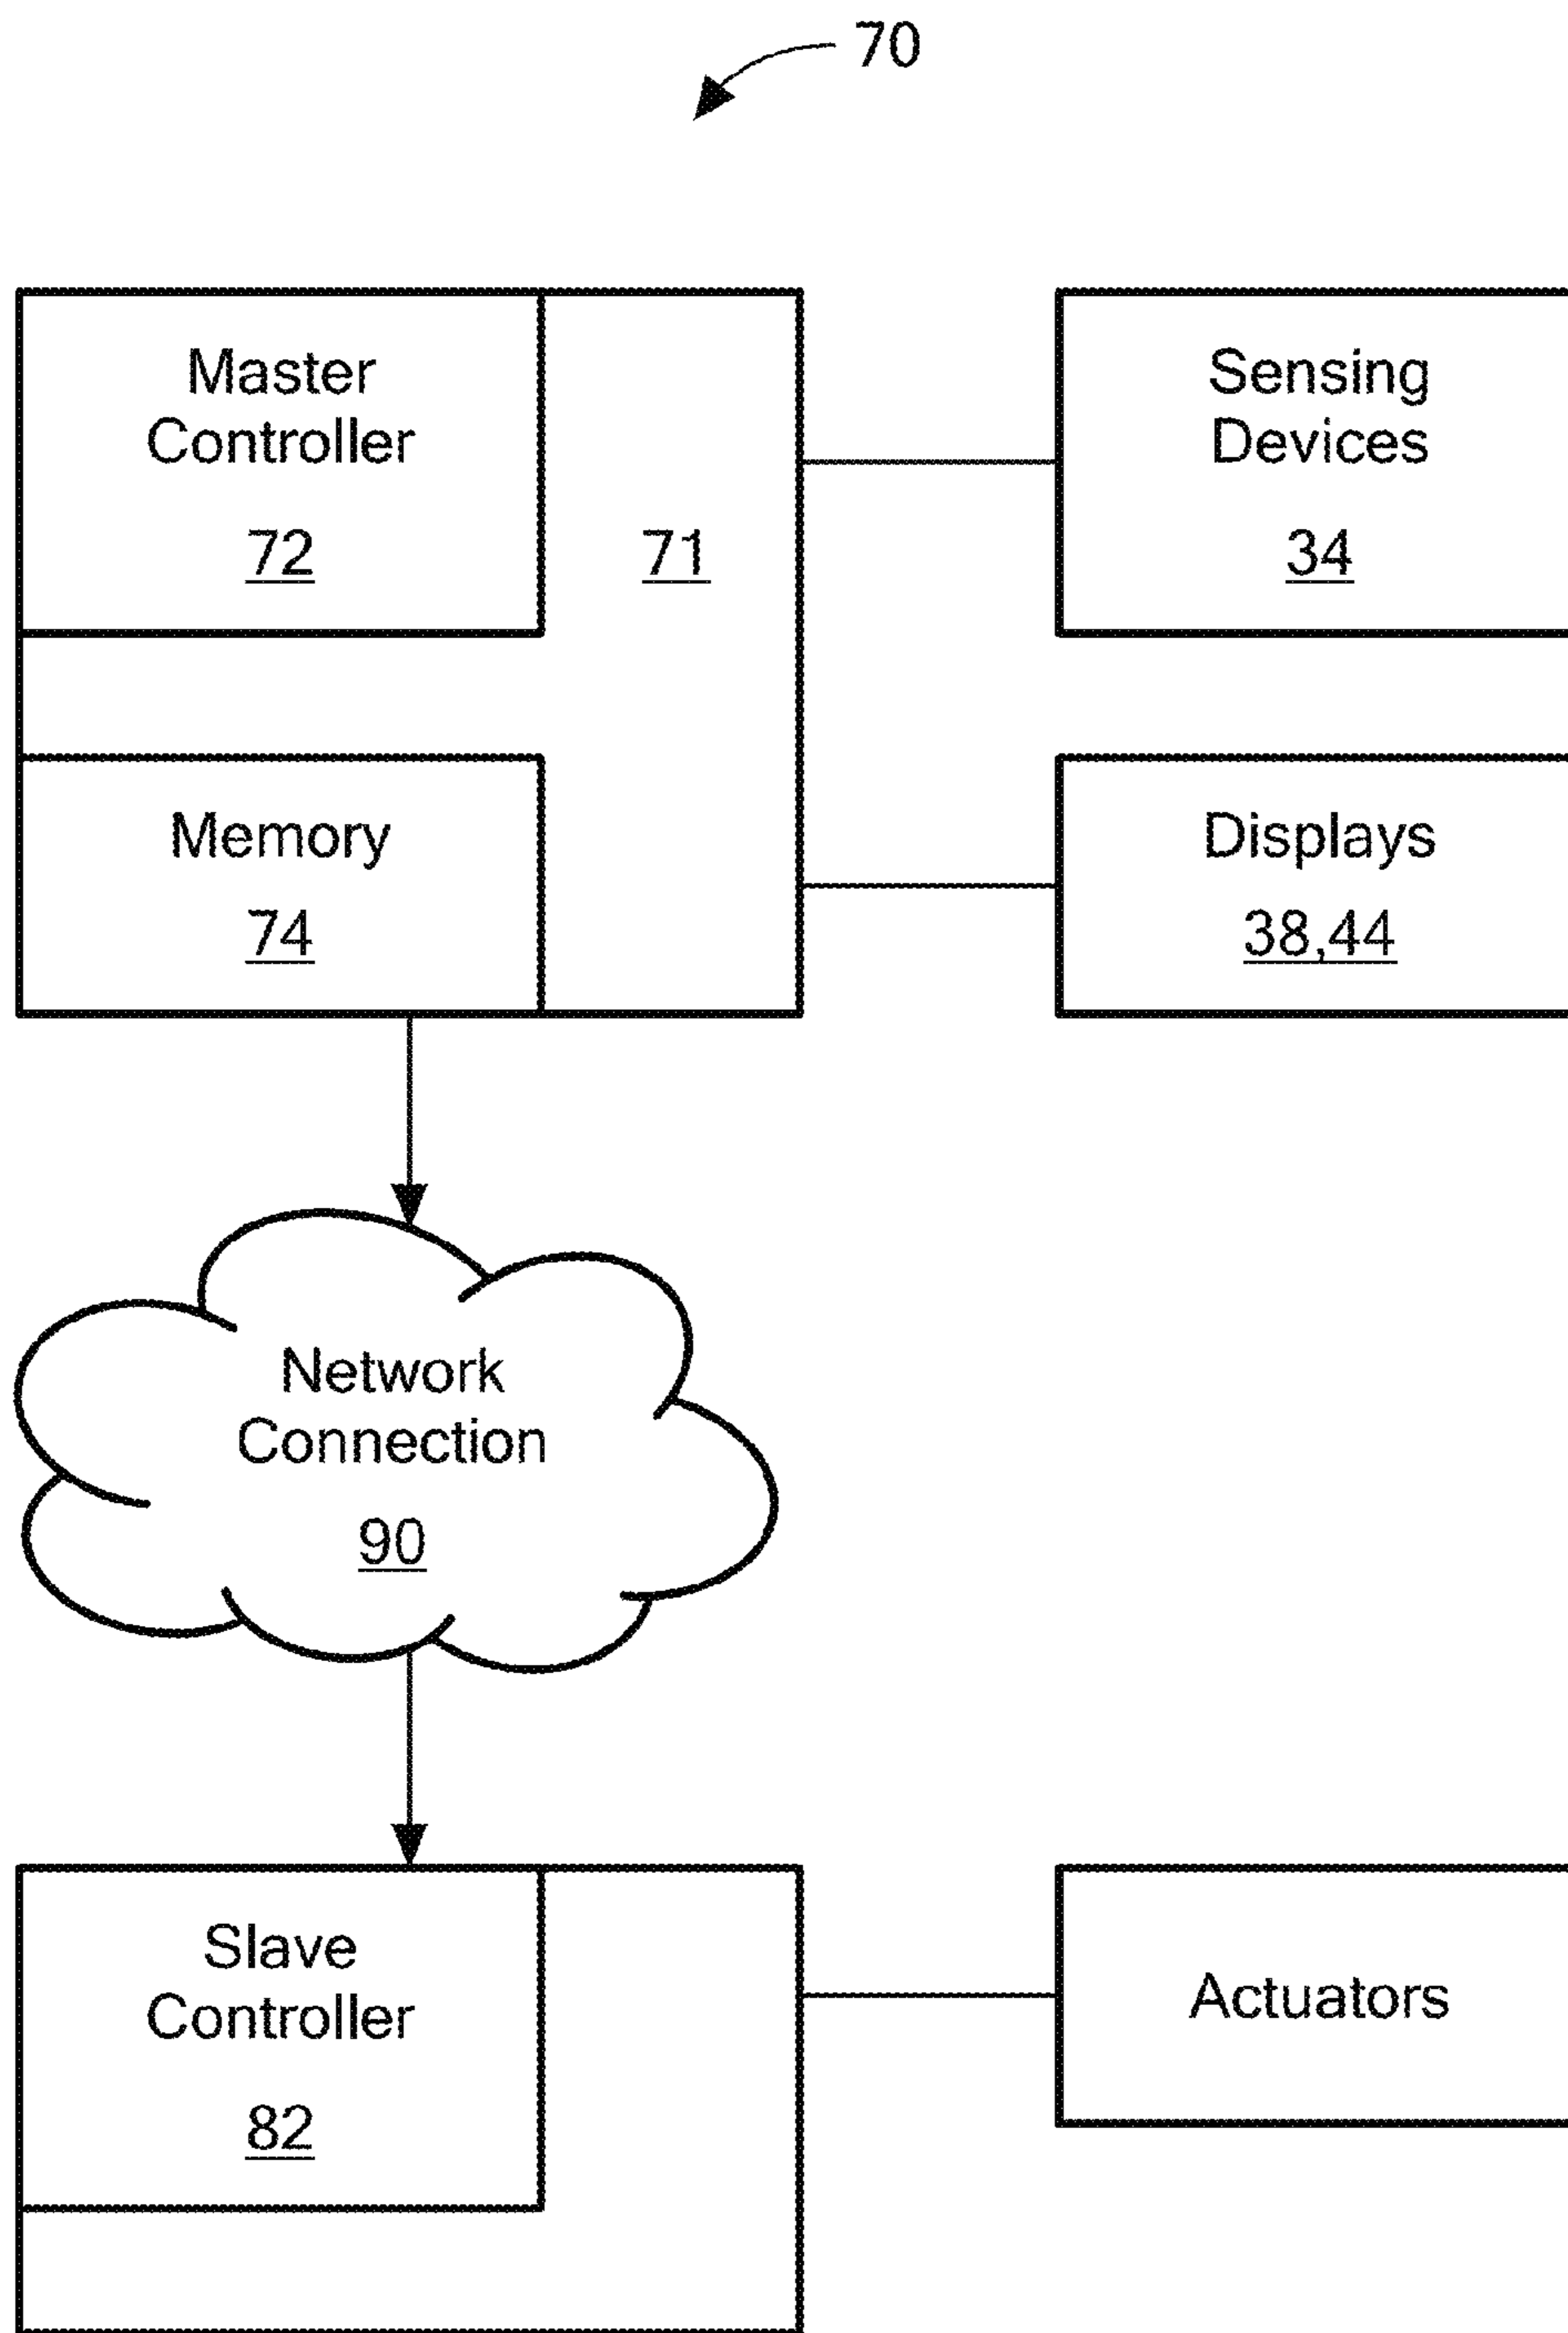 70
Master
Controller
72
71
Sensing
Devices
34
Memory
74
Displays
38,44
Network
Connection
90
Slave
Controller
82
Actuators